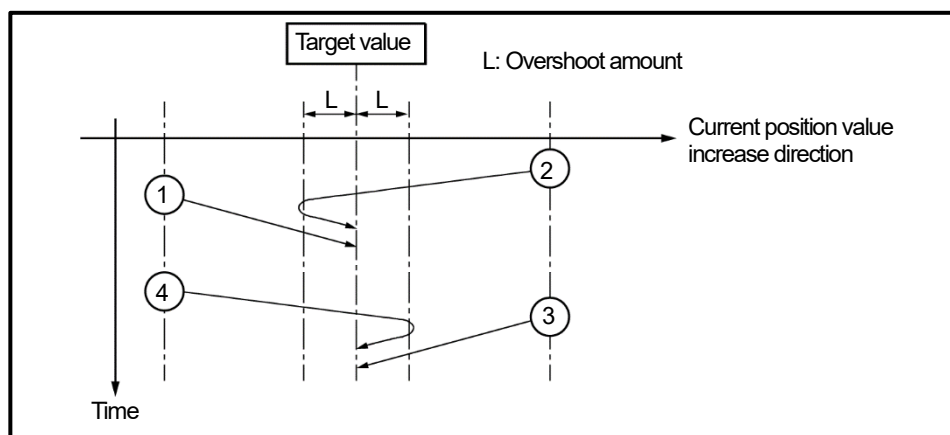 Target value
L: Overshoot amount
L L
Current position value
increase direction
1
2
4
3
Time